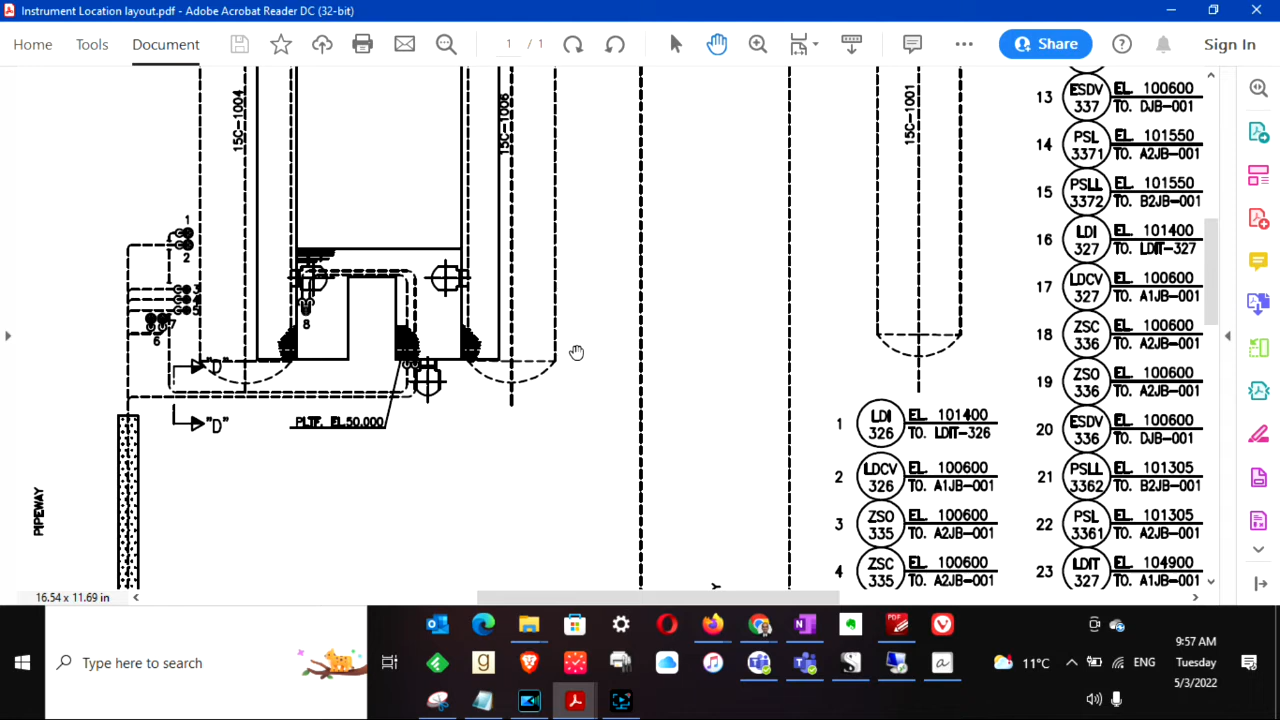 Instrument Location layout.pdf - Adobe Acrobat Reader DC (32-bit)
Home Tools Document 1 / 1 Share Sign In
15C-1004
15C-1006
15C-1001
1
2
3
4
5
6
7
8
"D"
"D"
PLTF. EL.50.000
PIPEWAY
Y
1 LDI 326 EL. 101400 TO. LDIT-326
2 LDCV 326 EL. 100600 TO. A1JB-001
3 ZSO 335 EL. 100600 TO. A2JB-001
4 ZSC 335 EL. 100600 TO. A2JB-001
13 ESDV 337 EL. 100600 TO. DJB-001
14 PSL 3371 EL. 101550 TO. A2JB-001
15 PSLL 3372 EL. 101550 TO. B2JB-001
16 LDI 327 EL. 101400 TO. LDIT-327
17 LDCV 327 EL. 100600 TO. A1JB-001
18 ZSC 336 EL. 100600 TO. A2JB-001
19 ZSO 336 EL. 100600 TO. A2JB-001
20 ESDV 336 EL. 100600 TO. DJB-001
21 PSLL 3362 EL. 101305 TO. B2JB-001
22 PSL 3361 EL. 101305 TO. A2JB-001
23 LDIT 327 EL. 104900 TO. A1JB-001
16.54 x 11.69 in
Type here to search
11°C
ENG
9:57 AM
Tuesday
5/3/2022